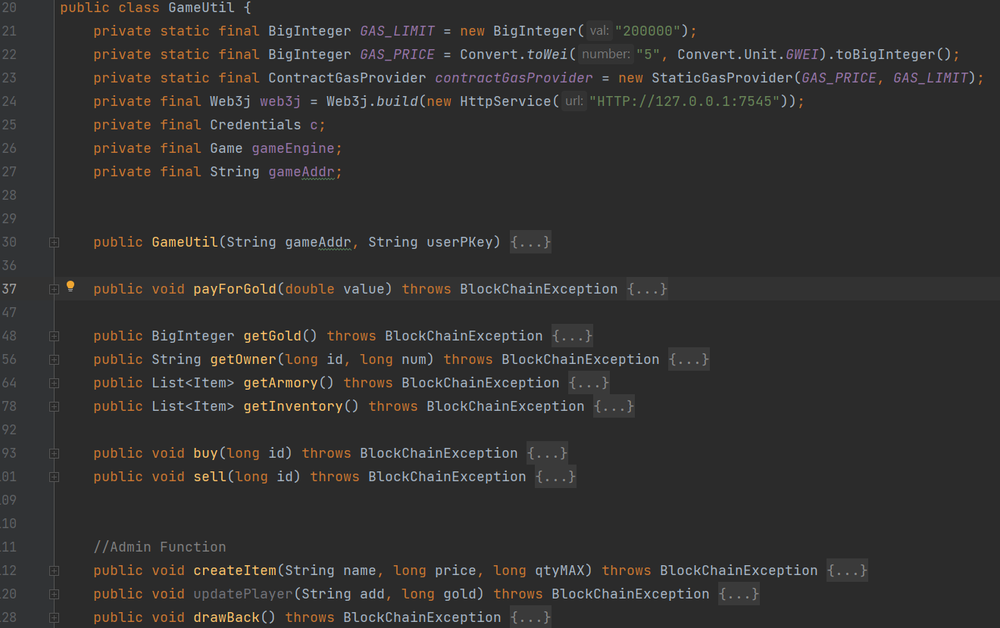 20 public class GameUtil {
21 private static final BigInteger GAS_LIMIT = new BigInteger( val: "200000");
22 private static final BigInteger GAS_PRICE = Convert.toWei( number: "5", Convert.Unit.GWEI).toBigInteger();
23 private static final ContractGasProvider contractGasProvider = new StaticGasProvider(GAS_PRICE, GAS_LIMIT);
24 private final Web3j web3j = Web3j.build(new HttpService( url: "HTTP://127.0.0.1:7545"));
25 private final Credentials c;
26 private final Game gameEngine;
27 private final String gameAddr;
28
29
30 public GameUtil(String gameAddr, String userPKey) {...}
36
37 public void payForGold(double value) throws BlockChainException {...}
47
48 public BigInteger getGold() throws BlockChainException {...}
56 public String getOwner(long id, long num) throws BlockChainException {...}
64 public List<Item> getArmory() throws BlockChainException {...}
78 public List<Item> getInventory() throws BlockChainException {...}
92
93 public void buy(long id) throws BlockChainException {...}
01 public void sell(long id) throws BlockChainException {...}
09
10
11 //Admin Function
12 public void createItem(String name, long price, long qtyMAX) throws BlockChainException {...}
20 public void updatePlayer(String add, long gold) throws BlockChainException {...}
28 public void drawBack() throws BlockChainException {...}